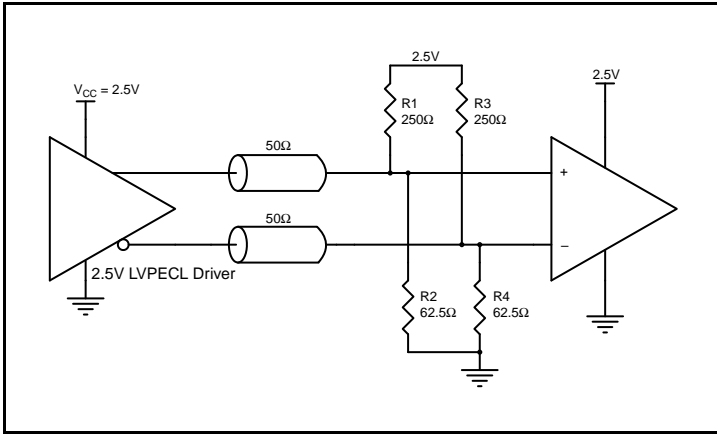 2.5V
V_CC = 2.5V
2.5V
R1
250Ω
R3
250Ω
50Ω
+
50Ω
−
2.5V LVPECL Driver
R2
62.5Ω
R4
62.5Ω